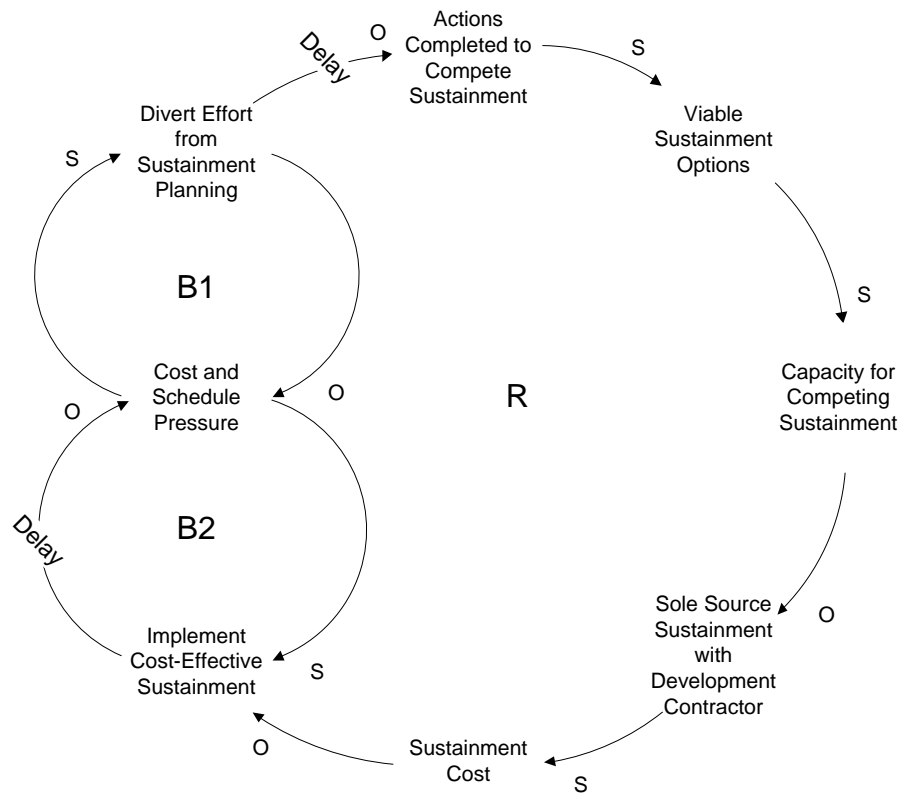 Actions
Completed to
Compete
Sustainment
O
Delay
S
Divert Effort
from
Sustainment
Planning
S
Viable
Sustainment
Options
B1
S
Cost and
Schedule
Pressure
O
O
R
Capacity for
Competing
Sustainment
B2
Delay
Sole Source
Sustainment
with
Development
Contractor
O
Implement
Cost-Effective
Sustainment
S
O
Sustainment
Cost
S